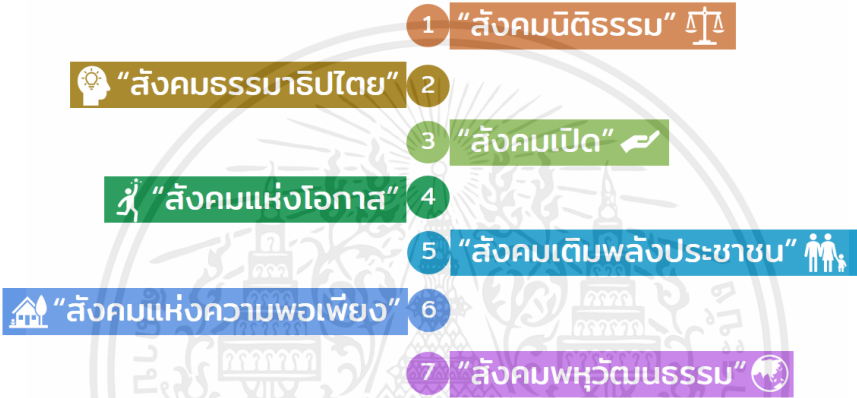 1 “สังคมนิติธรรม”
“สังคมธรรมาธิปไตย” 2
3 “สังคมเปิด”
“สังคมแห่งโอกาส” 4
5 “สังคมเติมพลังประชาชน”
“สังคมแห่งความพอเพียง” 6
7 “สังคมพหุวัฒนธรรม”